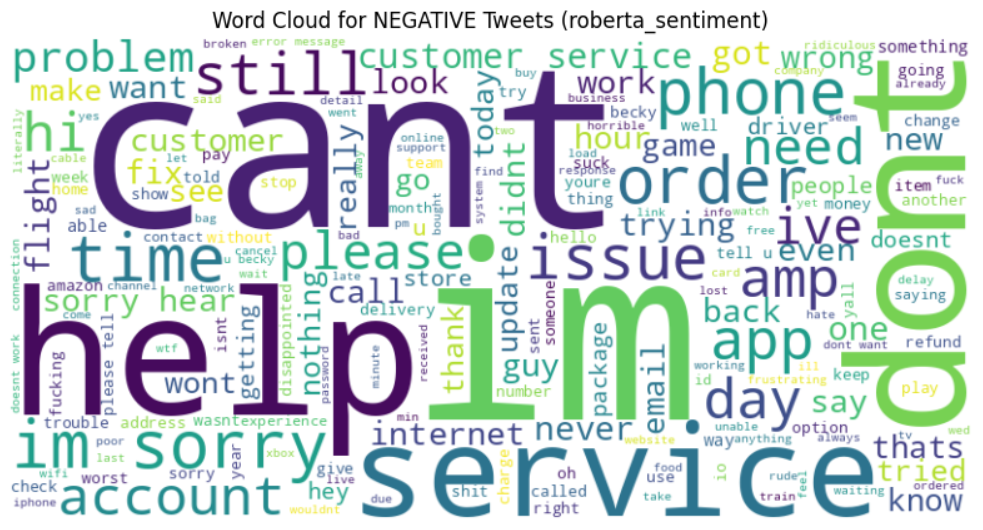 Word Cloud for NEGATIVE Tweets (roberta_sentiment)
problem
broken
error message
customer service
got
wrong
ridiculous
something
make
want
still
look
work
phone
company
going
already
said
buy
try
business
becky
horrible
well
driver
seem
change
new
literally
hi
yes
cant
detail
went
really
away
online
support
team
two
today
hour
game
need
dont
customer
fix
let
told
pay
see
stop
show
go
month
u
pm
bought
find
system
didnt
suck
load
response
youre
thing
order
people
item
fuck
another
yet
money
cable
week
home
flight
sad
able
bag
bad
contact
without
time
please
hello
trying
link
info
watch
free
tell u
even
ive
doesnt
connection
amazon
channel
network
cancel
u becky
wait
late
store
issue
card
lost
amp
delay
saying
yall
hate
come
sorry hear
call
delivery
update
sent
someone
back
app
one
refund
help
im
isnt
getting
disappointed
nothing
thank
guy
package
email
dont want
doesnt work
fucking
please tell
wtf
wont
password
minute
received
number
working
id
frustrating
ill
keep
play
day
say
trouble
address
wasnt
experience
min
internet
never
unable
way
anything
option
always
thats
tv
wed
im sorry
poor
last
website
wifi
worst
sorry
year
xbox
give
live
hey
oh
called
right
food
use
take
charge
io
train
rude
feel
waiting
tried
ordered
know
check
iphone
account
wouldnt
due
shit
service